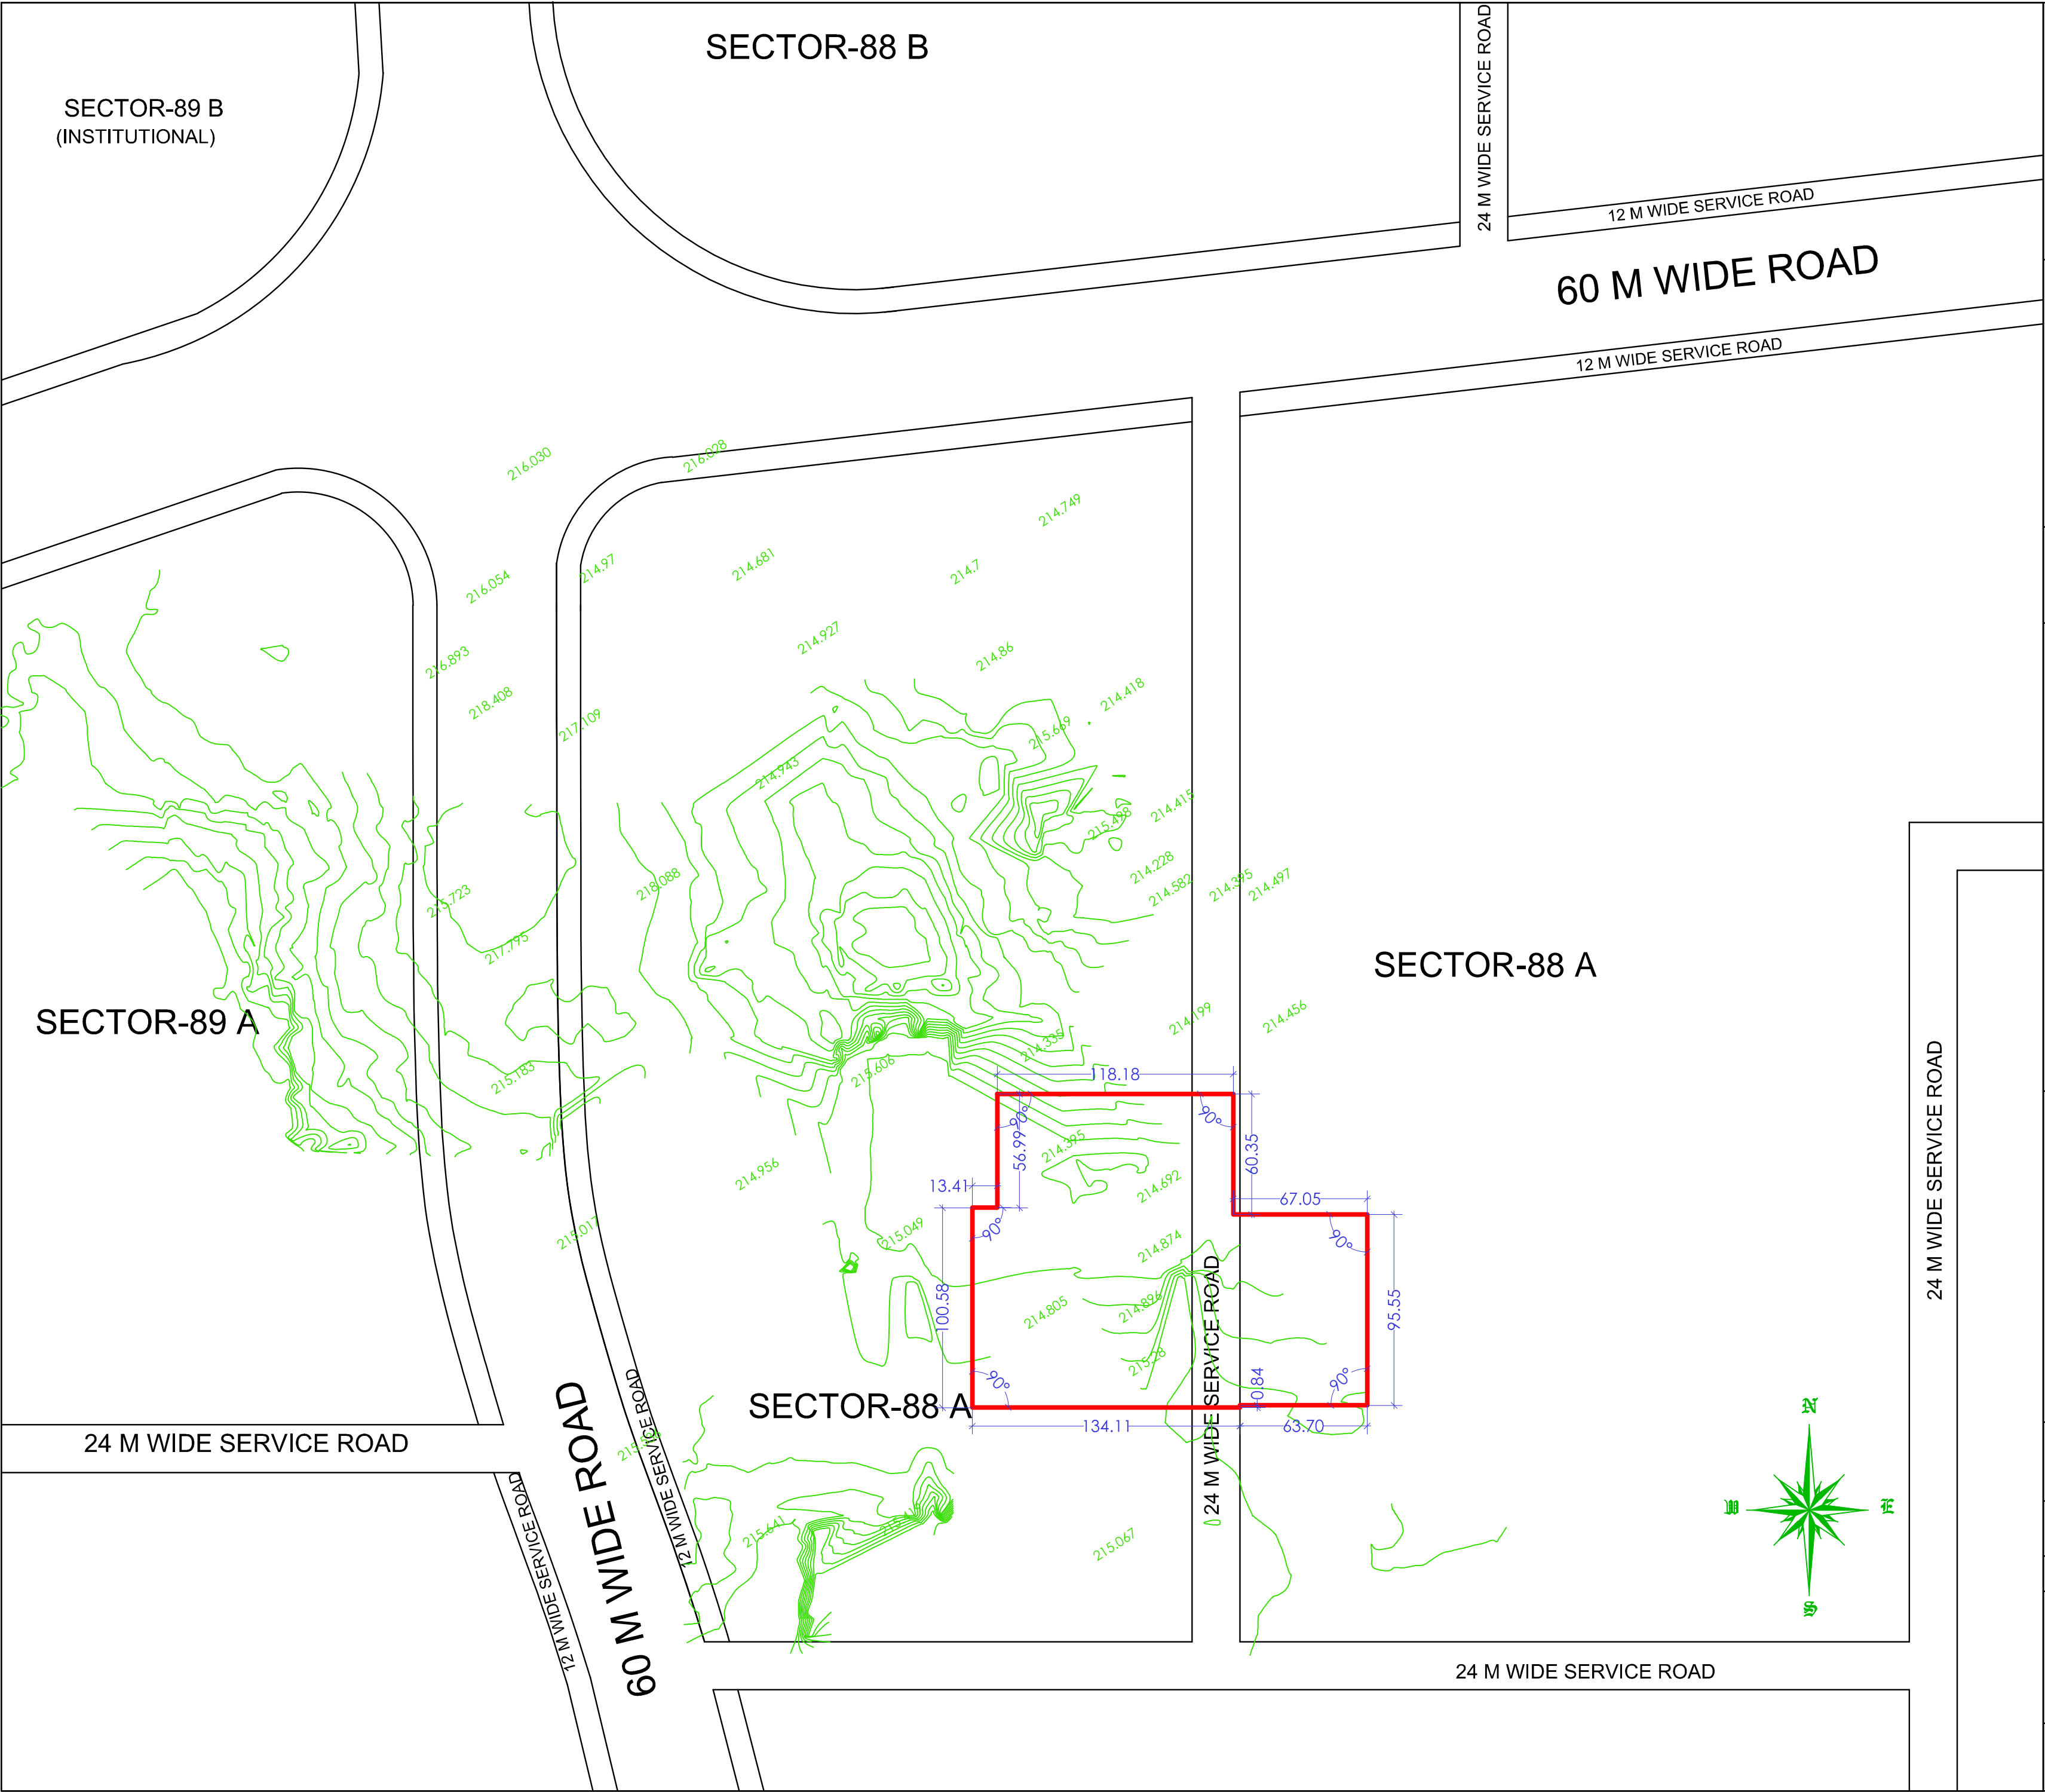 SECTOR-88 B
24 M WIDE SERVICE ROAD
SECTOR-89 B
(INSTITUTIONAL)
12 M WIDE SERVICE ROAD
60 M WIDE ROAD
12 M WIDE SERVICE ROAD
216.030
216.028
214.749
216.054
214.97
214.681
214.7
214.927
214.86
216.893
218.408
217.109
214.418
215.669
214.943
214.415
215.498
214.228
214.582
214.395
214.497
218.088
215.723
217.795
SECTOR-88 A
SECTOR-89 A
214.199
214.456
214.335
215.606
215.183
118.18
90°
90°
56.99
60.35
214.395
214.956
214.692
13.41
67.05
215.017
215.049
90°
90°
214.874
24 M WIDE SERVICE ROAD
100.58
214.805
214.896
95.55
215.28
24 M WIDE SERVICE ROAD
0.84
90°
90°
SECTOR-88 A
134.11
63.70
24 M WIDE SERVICE ROAD
60 M WIDE ROAD
12 M WIDE SERVICE ROAD
12 M WIDE SERVICE ROAD
215.641
215.067
N
W
E
S
24 M WIDE SERVICE ROAD